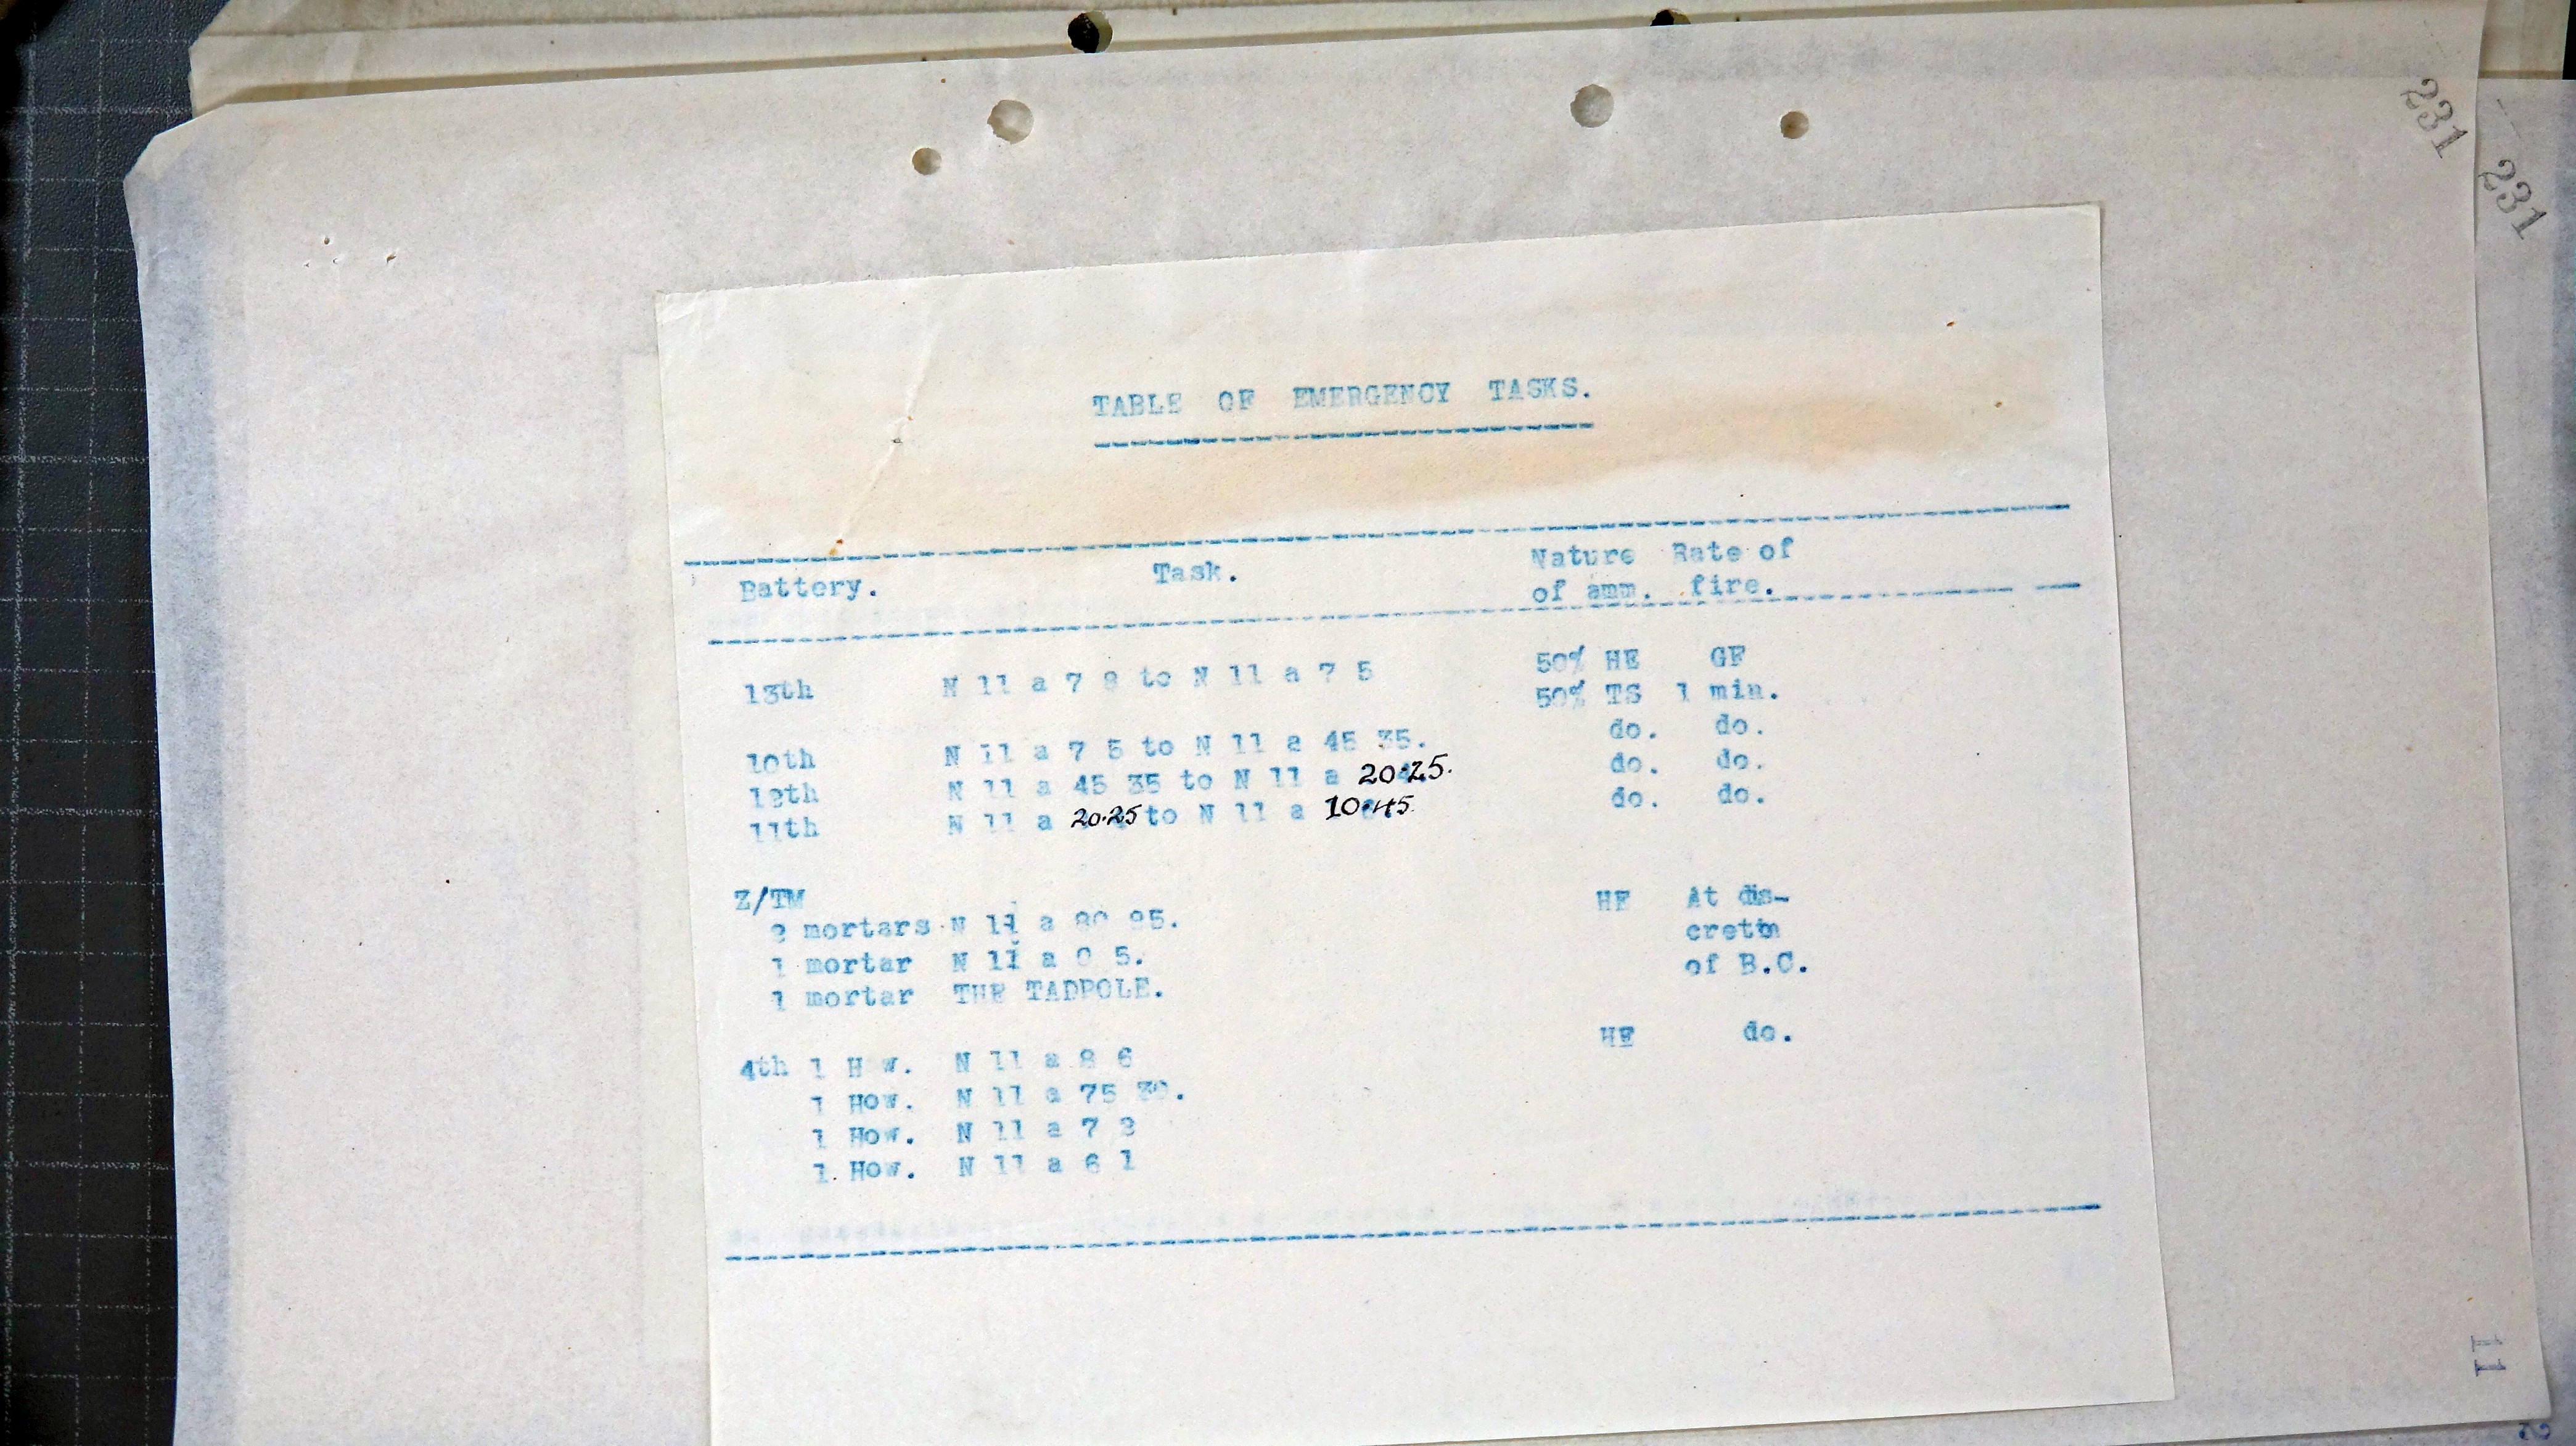 231
231
TABLE OF EMERGENCY TASKS.
Battery. Task. Nature Rate of
of amm. fire.
50% HE GF
13th N 11 a 7 8 to N 11 a 7 5 50% TS 1 min.
10th N 11 a 7 5 to N 11 a 45 35. do. do.
12th N 11 a 45 35 to N 11 a 20.25. do. do.
11th N 11 a 20.25 to N 11 a 10.45. do. do.
Z/TM HE At dis-
2 mortars N 11 a cretion
1 mortar N 11 a 0 5. of B.C.
1 mortar THE TADPOLE.
HE do.
4th 1 How. N 11 a 8 6
1 How. N 11 a 75 30.
1 How. N 11 a 7
1 How. N 11 a 6 1
11